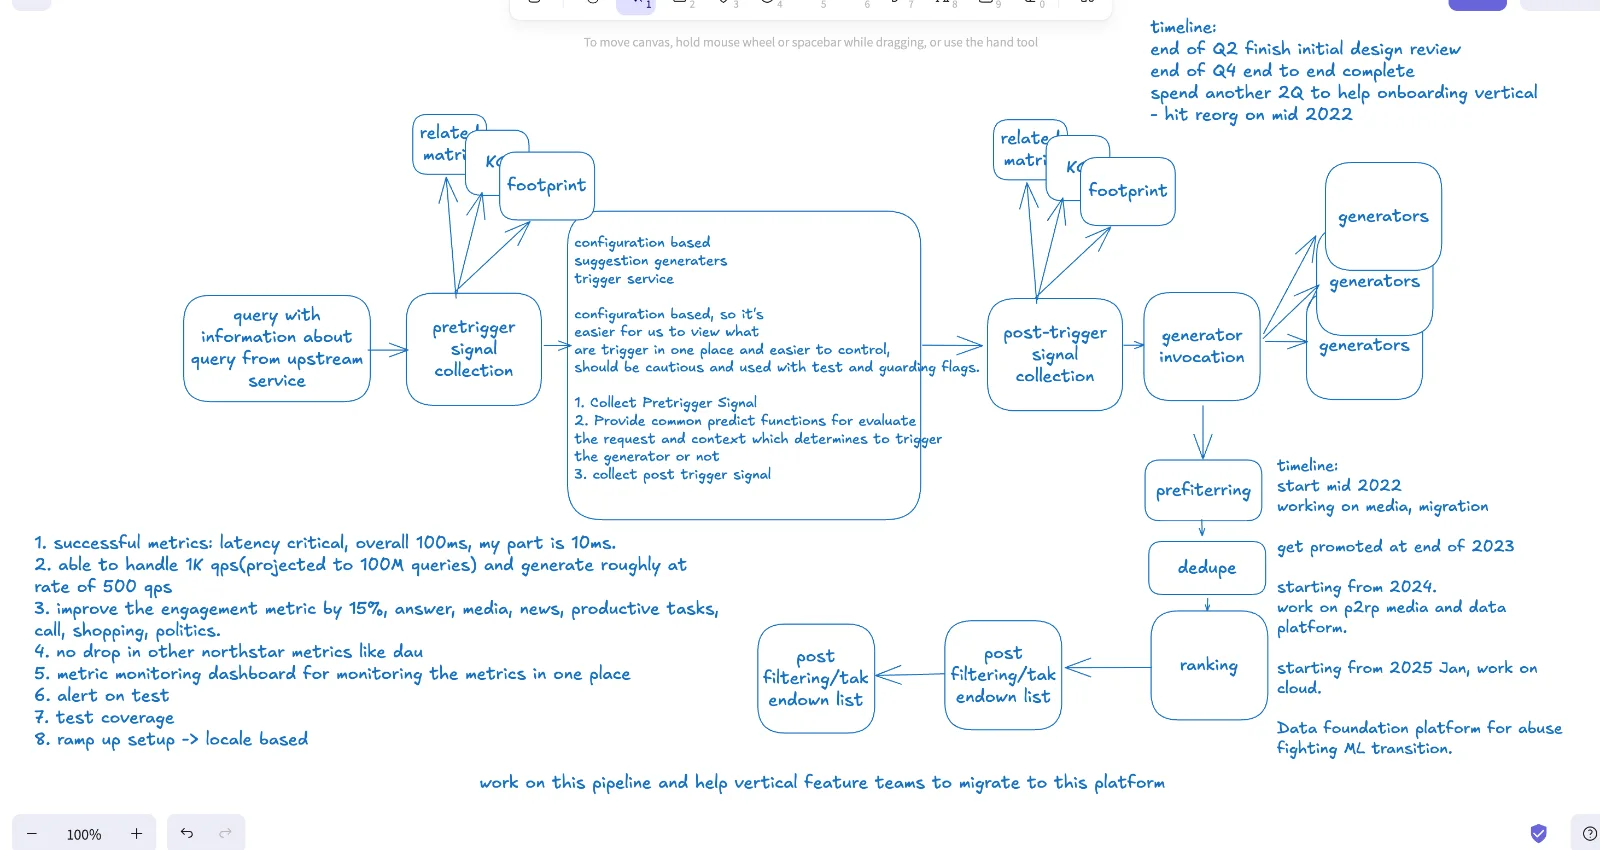 1
2
3
4
5
6
7
8
9
0
To move canvas, hold mouse wheel or spacebar while dragging, or use the hand tool
timeline:
end of Q2 finish initial design review
end of Q4 end to end complete
spend another 2Q to help onboarding vertical
- hit reorg on mid 2022
footprint
footprint
generators
generators
generators
query with
information about
query from upstream
service
pretrigger
signal
collection
configuration based
suggestion generaters
trigger service
configuration based, so it's
easier for us to view what
are trigger in one place and easier to control,
should be cautious and used with test and guarding flags.
1. Collect Pretrigger Signal
2. Provide common predict functions for evaluate
the request and context which determines to trigger
the generator or not
3. collect post trigger signal
post-trigger
signal
collection
generator
invocation
prefiterring
dedupe
ranking
post
filtering/tak
endown list
post
filtering/tak
endown list
timeline:
start mid 2022
working on media, migration
get promoted at end of 2023
starting from 2024.
work on p2rp media and data
platform.
starting from 2025 Jan, work on
cloud.
Data foundation platform for abuse
fighting ML transition.
1. successful metrics: latency critical, overall 100ms, my part is 10ms.
2. able to handle 1K qps(projected to 100M queries) and generate roughly at
rate of 500 qps
3. improve the engagement metric by 15%, answer, media, news, productive tasks,
call, shopping, politics.
4. no drop in other northstar metrics like dau
5. metric monitoring dashboard for monitoring the metrics in one place
6. alert on test
7. test coverage
8. ramp up setup -> locale based
work on this pipeline and help vertical feature teams to migrate to this platform
100%